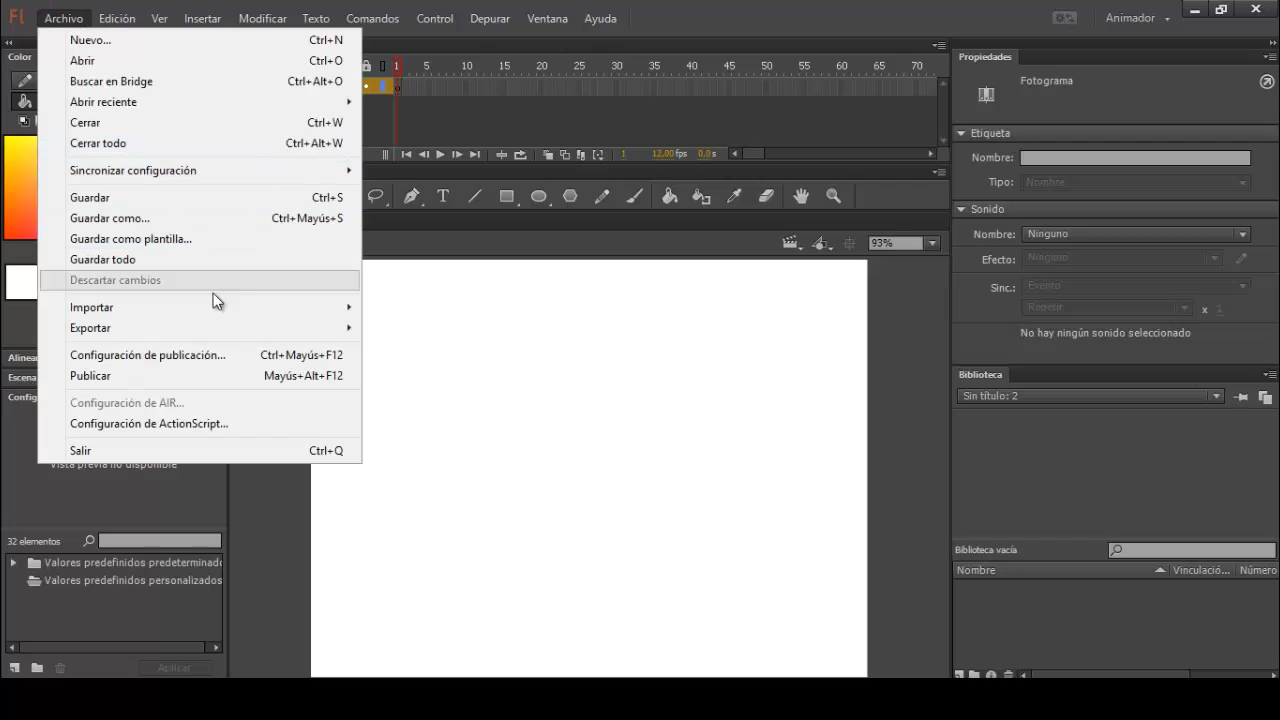 Fl Archivo Edición Ver Insertar Modificar Texto Comandos Control Depurar Ventana Ayuda Animador
Nuevo... Ctrl+N
Abrir Ctrl+O
Buscar en Bridge Ctrl+Alt+O
Abrir reciente
Cerrar Ctrl+W
Cerrar todo Ctrl+Alt+W
Sincronizar configuración
Guardar Ctrl+S
Guardar como... Ctrl+Mayús+S
Guardar como plantilla...
Guardar todo
Descartar cambios
Importar
Exportar
Configuración de publicación... Ctrl+Mayús+F12
Publicar Mayús+Alt+F12
Configuración de AIR...
Configuración de ActionScript...
Salir Ctrl+Q
Color
Alinear
Escena
Config
Vista previa no disponible
32 elementos
Valores predefinidos predeterminado
Valores predefinidos personalizados
Aplicar
1 5 10 15 20 25 30 35 40 45 50 55 60 65 70
1 12,00 fps 0,0 s
93%
Propiedades
Fotograma
Etiqueta
Nombre:
Tipo: Nombre
Sonido
Nombre: Ninguno
Efecto: Ninguno
Sinc.: Evento
Repetir x 1
No hay ningún sonido seleccionado
Biblioteca
Sin título: 2
Biblioteca vacía
Nombre Vinculació... Número